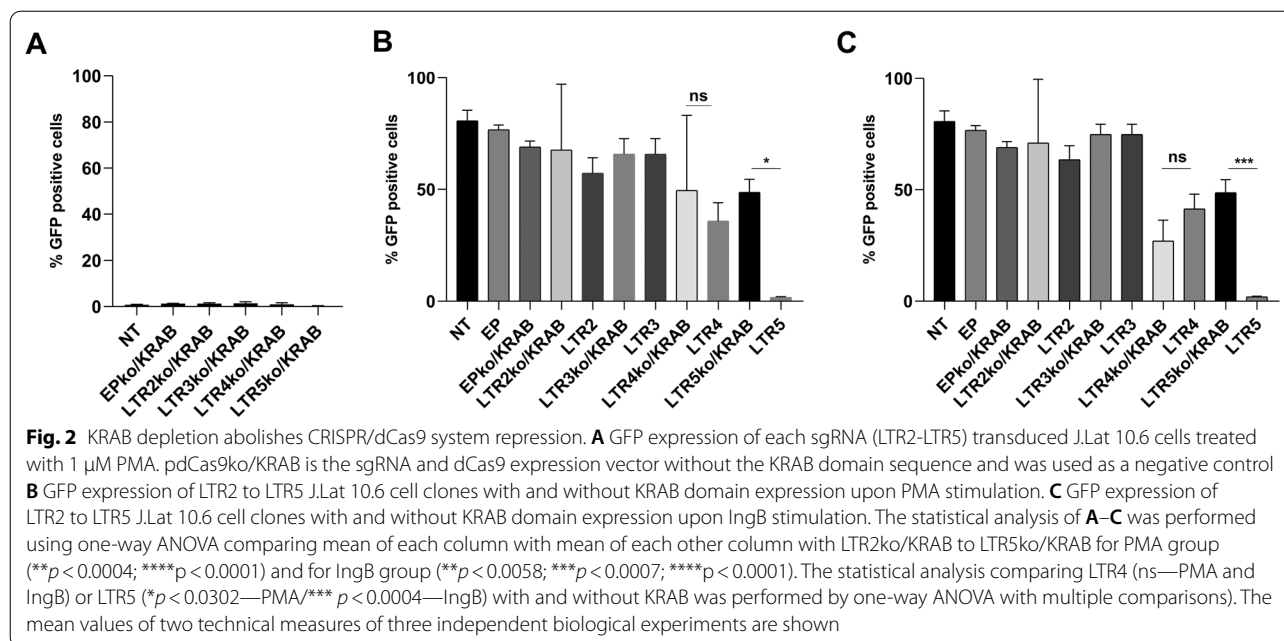 A
B
C
100
80
60
40
20
0
% GFP positive cells
NT
EPko/KRAB
LTR2ko/KRAB
LTR3ko/KRAB
LTR4ko/KRAB
LTR5ko/KRAB
100
50
0
% GFP positive cells
ns
*
NT
EP
EPko/KRAB
LTR2ko/KRAB
LTR2
LTR3ko/KRAB
LTR3
LTR4ko/KRAB
LTR4
LTR5ko/KRAB
LTR5
100
50
0
% GFP positive cells
ns
***
NT
EP
EPko/KRAB
LTR2ko/KRAB
LTR2
LTR3ko/KRAB
LTR3
LTR4ko/KRAB
LTR4
LTR5ko/KRAB
LTR5
Fig. 2 KRAB depletion abolishes CRISPR/dCas9 system repression. A GFP expression of each sgRNA (LTR2-LTR5) transduced J.Lat 10.6 cells treated
with 1 μM PMA. pdCas9ko/KRAB is the sgRNA and dCas9 expression vector without the KRAB domain sequence and was used as a negative control
B GFP expression of LTR2 to LTR5 J.Lat 10.6 cell clones with and without KRAB domain expression upon PMA stimulation. C GFP expression of
LTR2 to LTR5 J.Lat 10.6 cell clones with and without KRAB domain expression upon IngB stimulation. The statistical analysis of A–C was performed
using one-way ANOVA comparing mean of each column with mean of each other column with LTR2ko/KRAB to LTR5ko/KRAB for PMA group
(**p < 0.0004; ****p < 0.0001) and for IngB group (**p < 0.0058; ***p < 0.0007; ****p < 0.0001). The statistical analysis comparing LTR4 (ns—PMA and
IngB) or LTR5 (*p < 0.0302—PMA/*** p < 0.0004—IngB) with and without KRAB was performed by one-way ANOVA with multiple comparisons). The
mean values of two technical measures of three independent biological experiments are shown